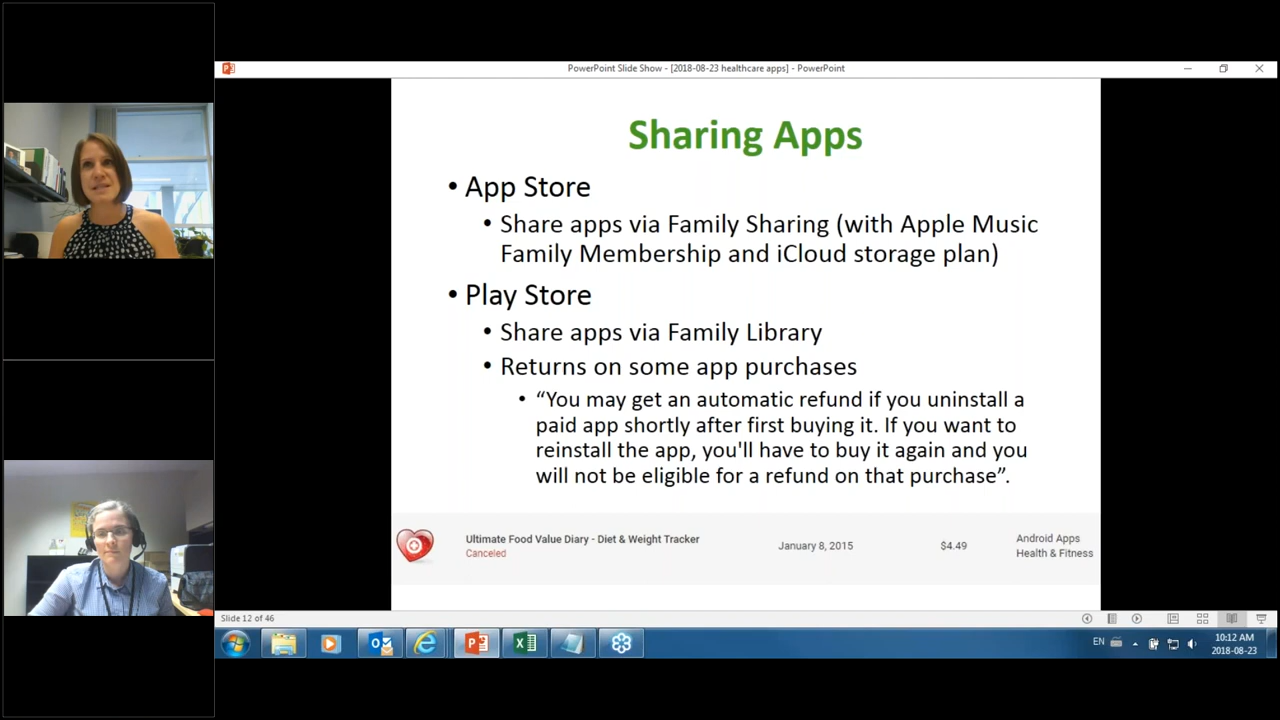 PowerPoint Slide Show - [2018-08-23 healthcare apps] - PowerPoint
Sharing Apps
• App Store
• Share apps via Family Sharing (with Apple Music
Family Membership and iCloud storage plan)
• Play Store
• Share apps via Family Library
• Returns on some app purchases
• “You may get an automatic refund if you uninstall a
paid app shortly after first buying it. If you want to
reinstall the app, you'll have to buy it again and you
will not be eligible for a refund on that purchase”.
Ultimate Food Value Diary - Diet & Weight Tracker
Canceled
January 8, 2015
$4.49
Android Apps
Health & Fitness
Slide 12 of 46
EN
10:12 AM
2018-08-23